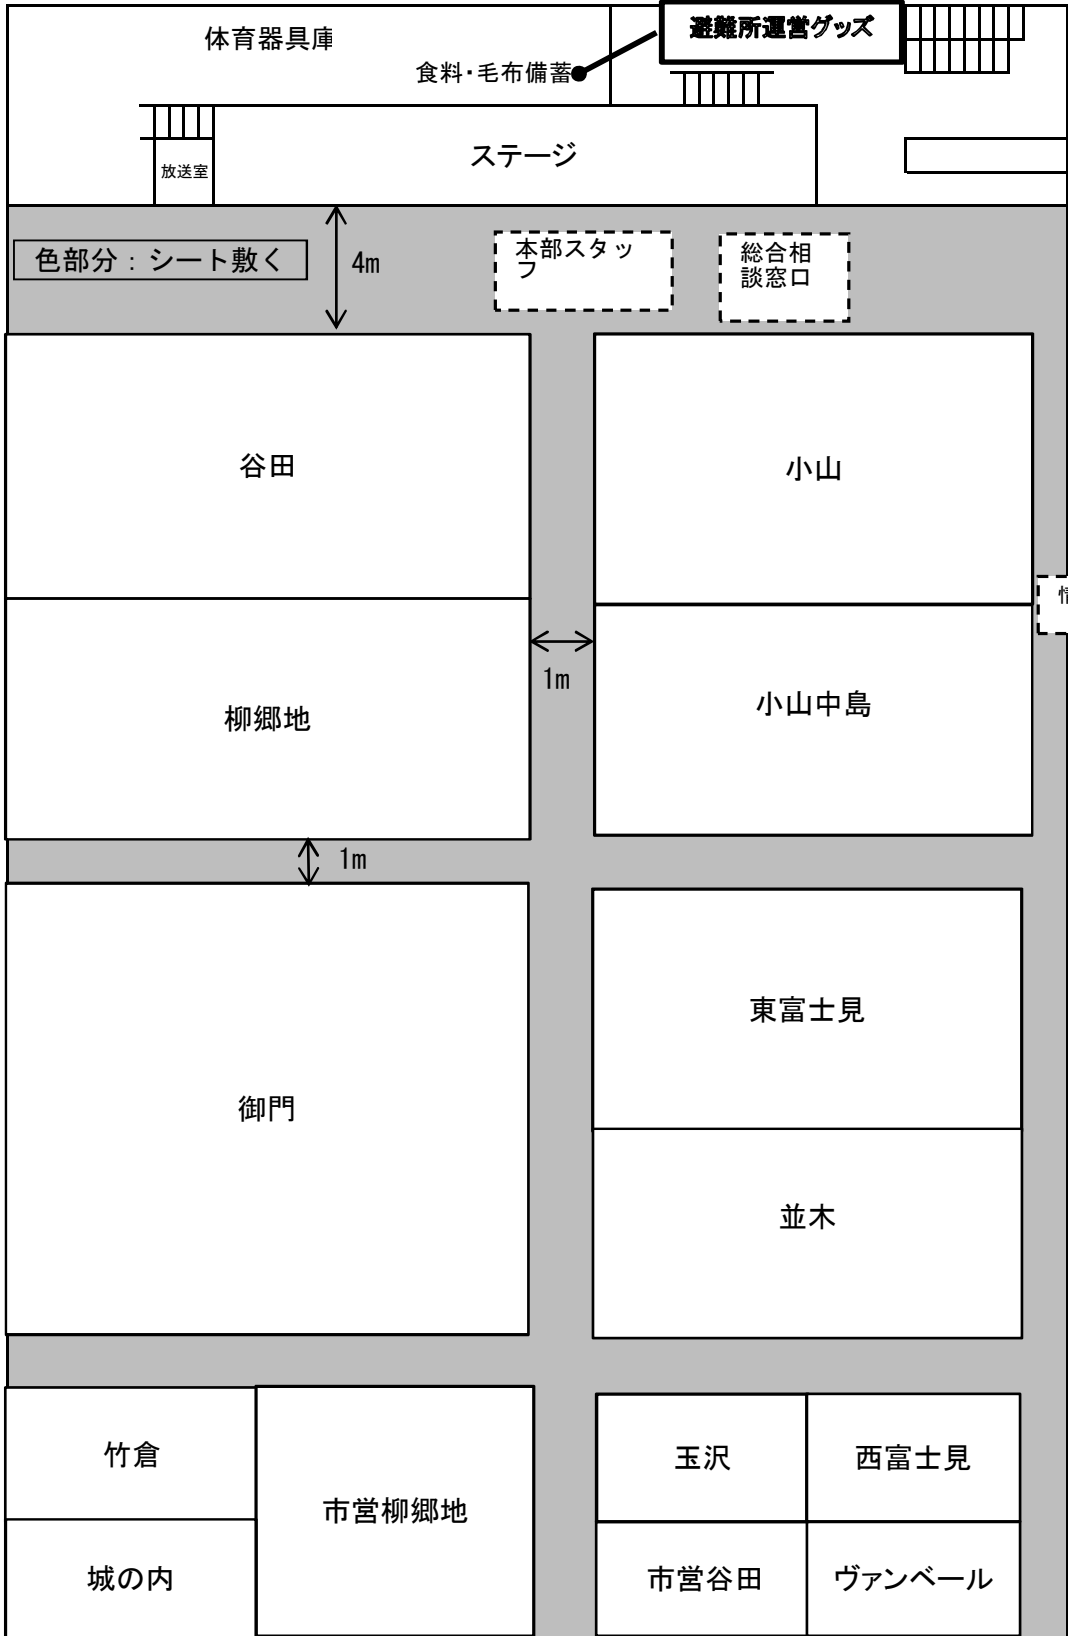 体育器具庫
避難所運営グッズ
食料・毛布備蓄
ステージ
放送室
色部分：シート敷く
4m
本部スタッ
フ
総合相
談窓口
谷田
小山
柳郷地
1m
小山中島
1m
東富士見
御門
並木
竹倉
市営柳郷地
玉沢
西富士見
城の内
市営谷田
ヴァンベール